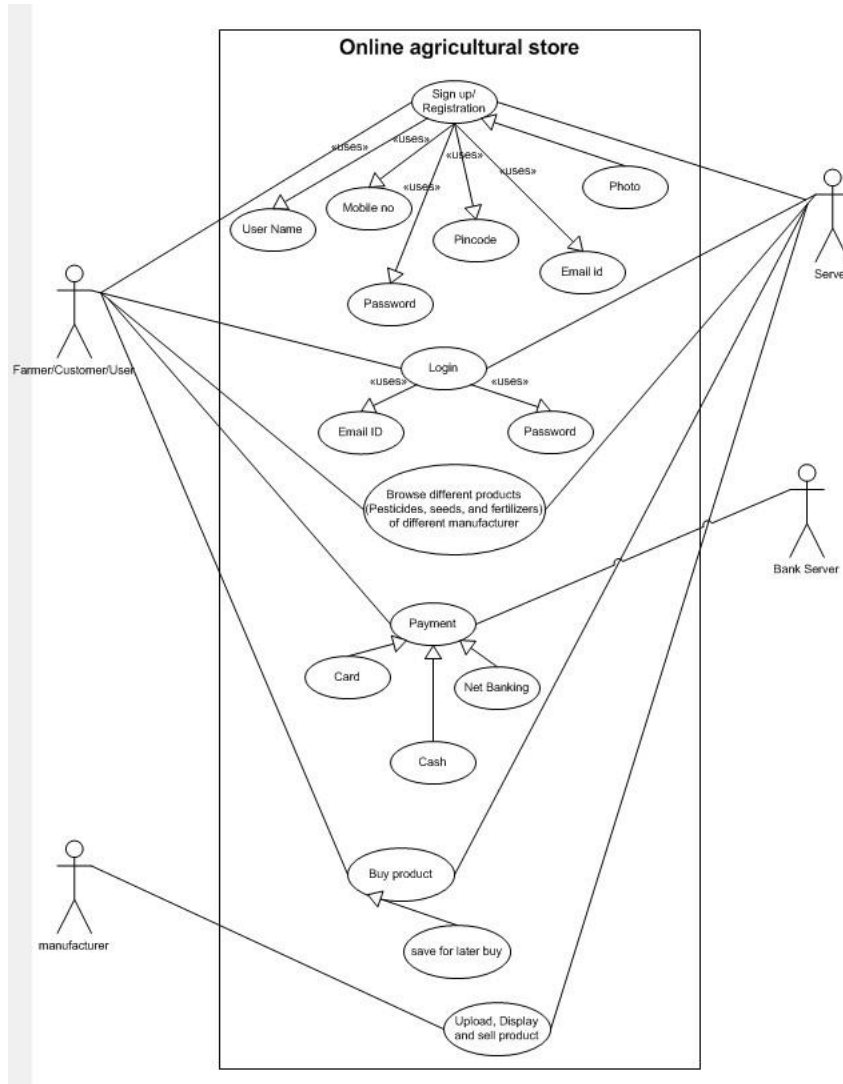 Online agricultural store
Sign up/
Registration
«uses»
«uses»
«uses»
«uses»
«uses»
User Name
Mobile no
Password
Pincode
Email id
Photo
Farmer/Customer/User
Serve
Login
«uses»
«uses»
Email ID
Password
Browse different products
(Pesticides, seeds, and fertilizers)
of different manufacturer
Bank Server
Payment
Card
Net Banking
Cash
Buy product
manufacturer
save for later buy
Upload, Display
and sell product